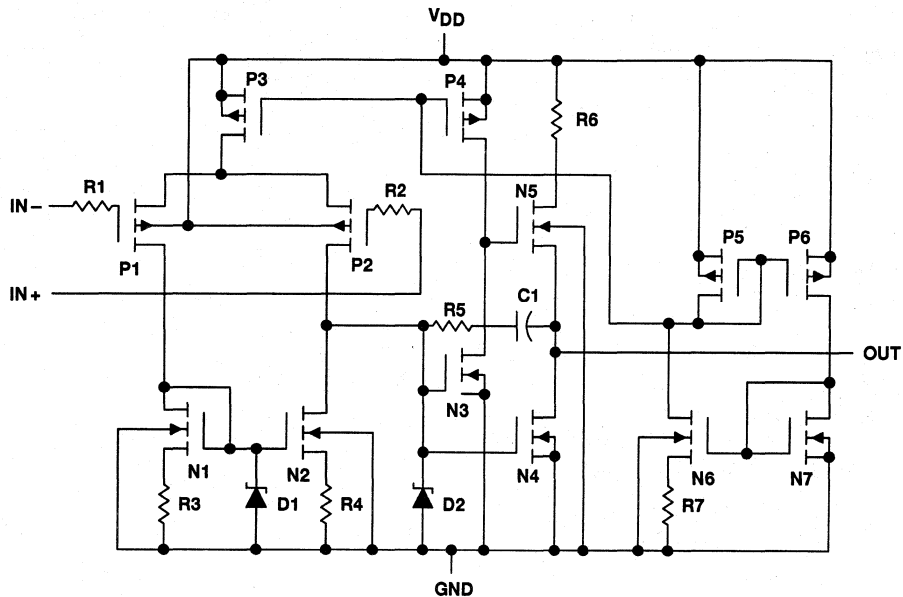 VDD
P3
P4
R6
IN−
R1
R2
N5
P5
P6
P1
P2
IN+
R5
C1
OUT
N3
N1
N2
N4
N6
N7
R3
D1
R4
D2
R7
GND